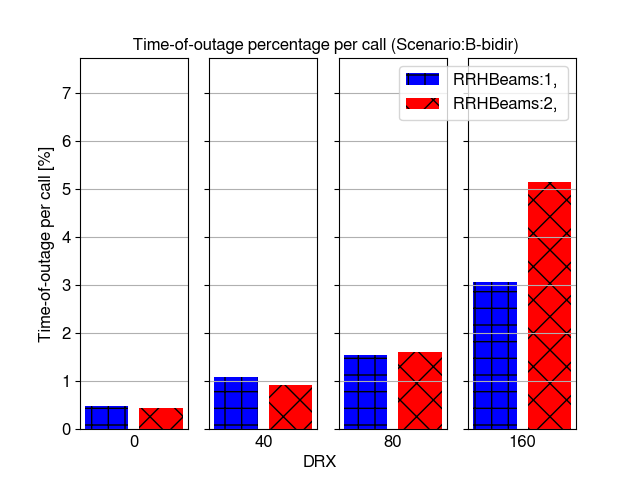 Time-of-outage percentage per call (Scenario:B-bidir)
RRHBeams:1,
RRHBeams:2,
Time-of-outage per call [%]
7
6
5
4
3
2
1
0
0
40
80
160
DRX